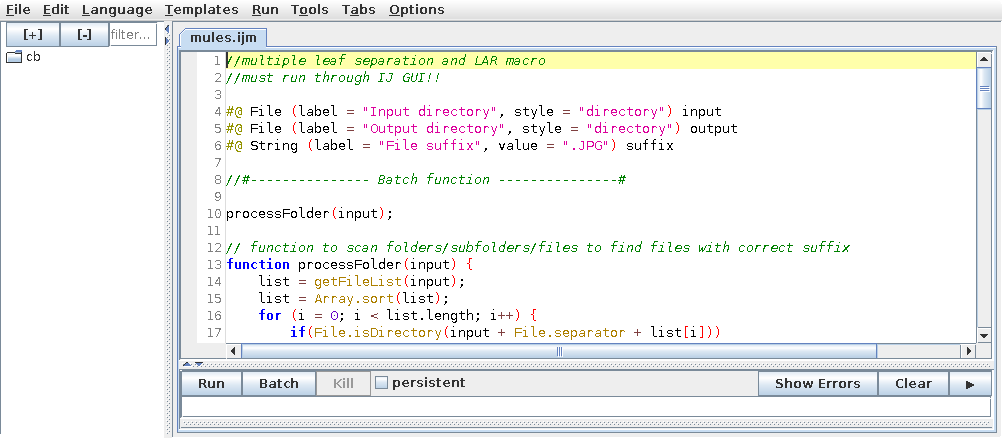 File Edit Language Templates Run Tools Tabs Options
[+] [-] filter...
cb
mules.ijm
1 //multiple leaf separation and LAR macro
2 //must run through IJ GUI!!
3
4 #@ File (label = "Input directory", style = "directory") input
5 #@ File (label = "Output directory", style = "directory") output
6 #@ String (label = "File suffix", value = ".JPG") suffix
7
8 //#--------------- Batch function ---------------#
9
10 processFolder(input);
11
12 // function to scan folders/subfolders/files to find files with correct suffix
13 function processFolder(input) {
14     list = getFileList(input);
15     list = Array.sort(list);
16     for (i = 0; i < list.length; i++) {
17         if(File.isDirectory(input + File.separator + list[i]))
Run Batch Kill persistent Show Errors Clear